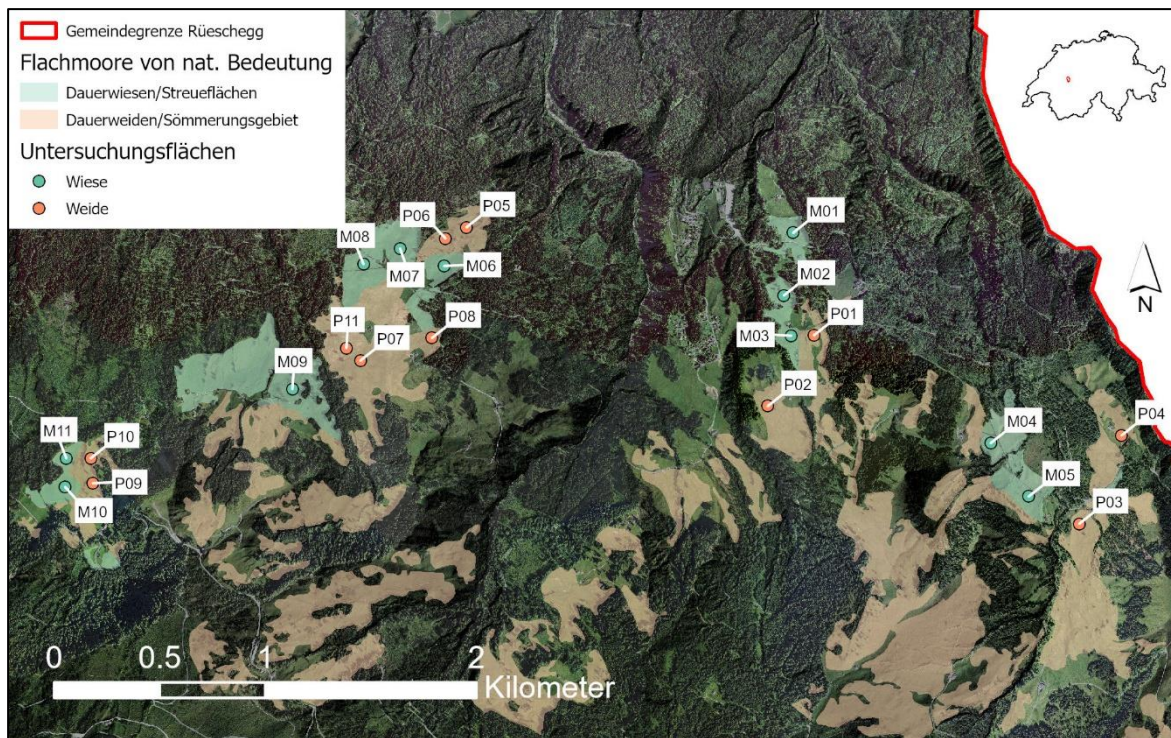 Gemeindegrenze Rüeschegg
Flachmoore von nat. Bedeutung
Dauerwiesen/Streueflächen
Dauerweiden/Sömmerungsgebiet
Untersuchungsflächen
Wiese
Weide
P05
P06
M01
M08
M07
M06
M02
P11
P07
P08
M03
P01
M09
P02
M04
P04
M11
P10
P09
M10
M05
P03
N
0 0.5 1 2
Kilometer